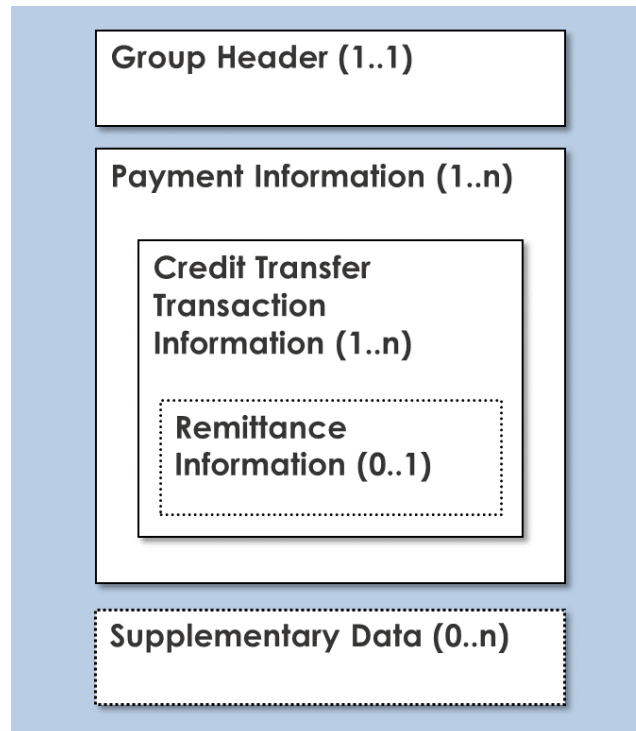 Group Header (1..1)
Payment Information (1..n)
Credit Transfer
Transaction
Information (1..n)
Remittance
Information (0..1)
Supplementary Data (0..n)